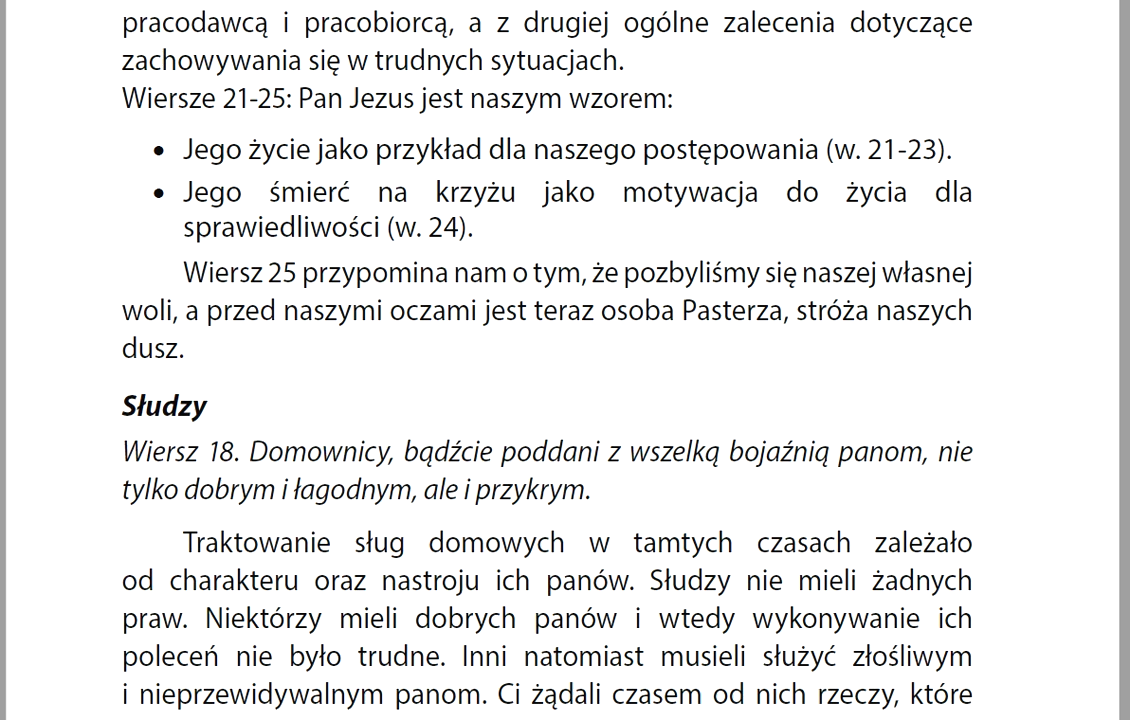 pracodawcą i pracobiorcą, a z drugiej ogólne zalecenia dotyczące
zachowywania się w trudnych sytuacjach.
Wiersze 21-25: Pan Jezus jest naszym wzorem:
• Jego życie jako przykład dla naszego postępowania (w. 21-23).
• Jego śmierć na krzyżu jako motywacja do życia dla
sprawiedliwości (w. 24).
Wiersz 25 przypomina nam o tym, że pozbyliśmy się naszej własnej
woli, a przed naszymi oczami jest teraz osoba Pasterza, stróża naszych
dusz.
Słudzy
Wiersz 18. Domownicy, bądźcie poddani z wszelką bojaźnią panom, nie
tylko dobrym i łagodnym, ale i przykrym.
Traktowanie sług domowych w tamtych czasach zależało
od charakteru oraz nastroju ich panów. Słudzy nie mieli żadnych
praw. Niektórzy mieli dobrych panów i wtedy wykonywanie ich
poleceń nie było trudne. Inni natomiast musieli służyć złośliwym
i nieprzewidywalnym panom. Ci żądali czasem od nich rzeczy, które